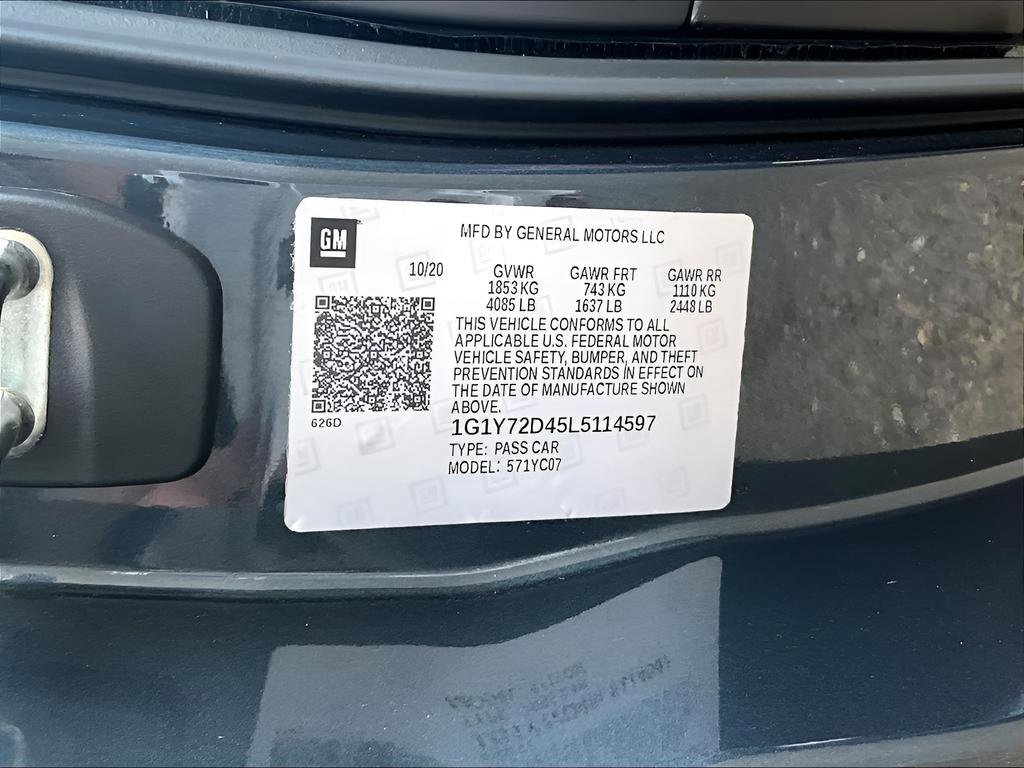 GM
MFD BY GENERAL MOTORS LLC
10/20 GVWR GAWR FRT GAWR RR
1853 KG 743 KG 1110 KG
4085 LB 1637 LB 2448 LB
THIS VEHICLE CONFORMS TO ALL
APPLICABLE U.S. FEDERAL MOTOR
VEHICLE SAFETY, BUMPER, AND THEFT
PREVENTION STANDARDS IN EFFECT ON
THE DATE OF MANUFACTURE SHOWN
ABOVE.
626D
1G1Y72D45L5114597
TYPE: PASS CAR
MODEL: 571YC07